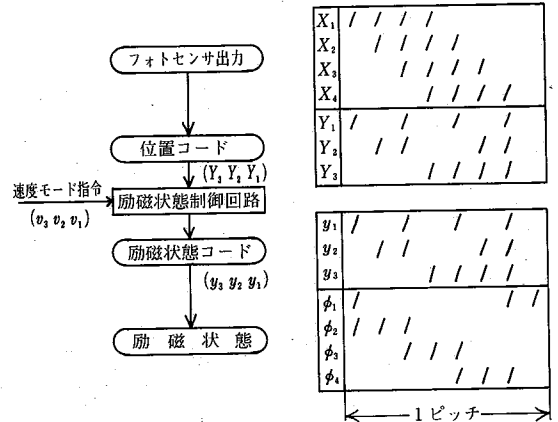 フォトセンサ出力
位置コード
(Y₃ Y₂ Y₁)
速度モード指令
(v₃ v₂ v₁)
励磁状態制御回路
励磁状態コード
(y₃ y₂ y₁)
励磁状態
X₁ / / / /
X₂ / / / /
X₃ / / / /
X₄ / / / /
Y₁ / / / /
Y₂ / / / /
Y₃ / / / /
y₁ / / / /
y₂ / / / /
y₃ / / / /
ϕ₁ / / /
ϕ₂ / / /
ϕ₃ / / /
ϕ₄ / / /
1ピッチ